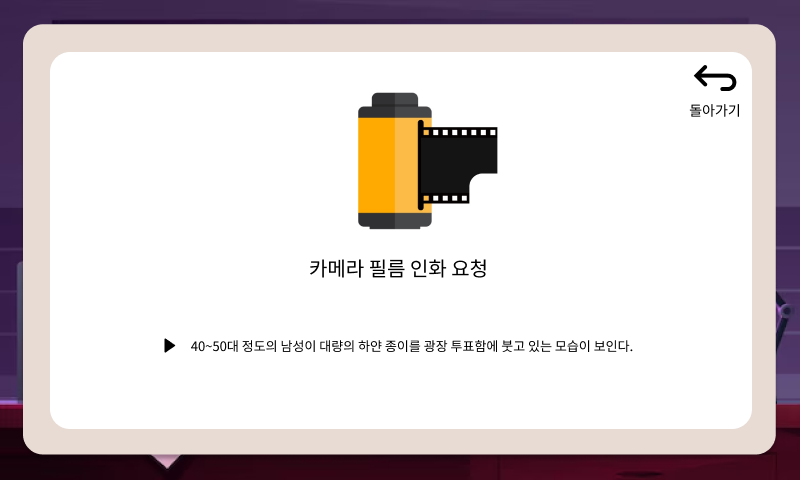 돌아가기
카메라 필름 인화 요청
40~50대 정도의 남성이 대량의 하얀 종이를 광장 투표함에 붓고 있는 모습이 보인다.